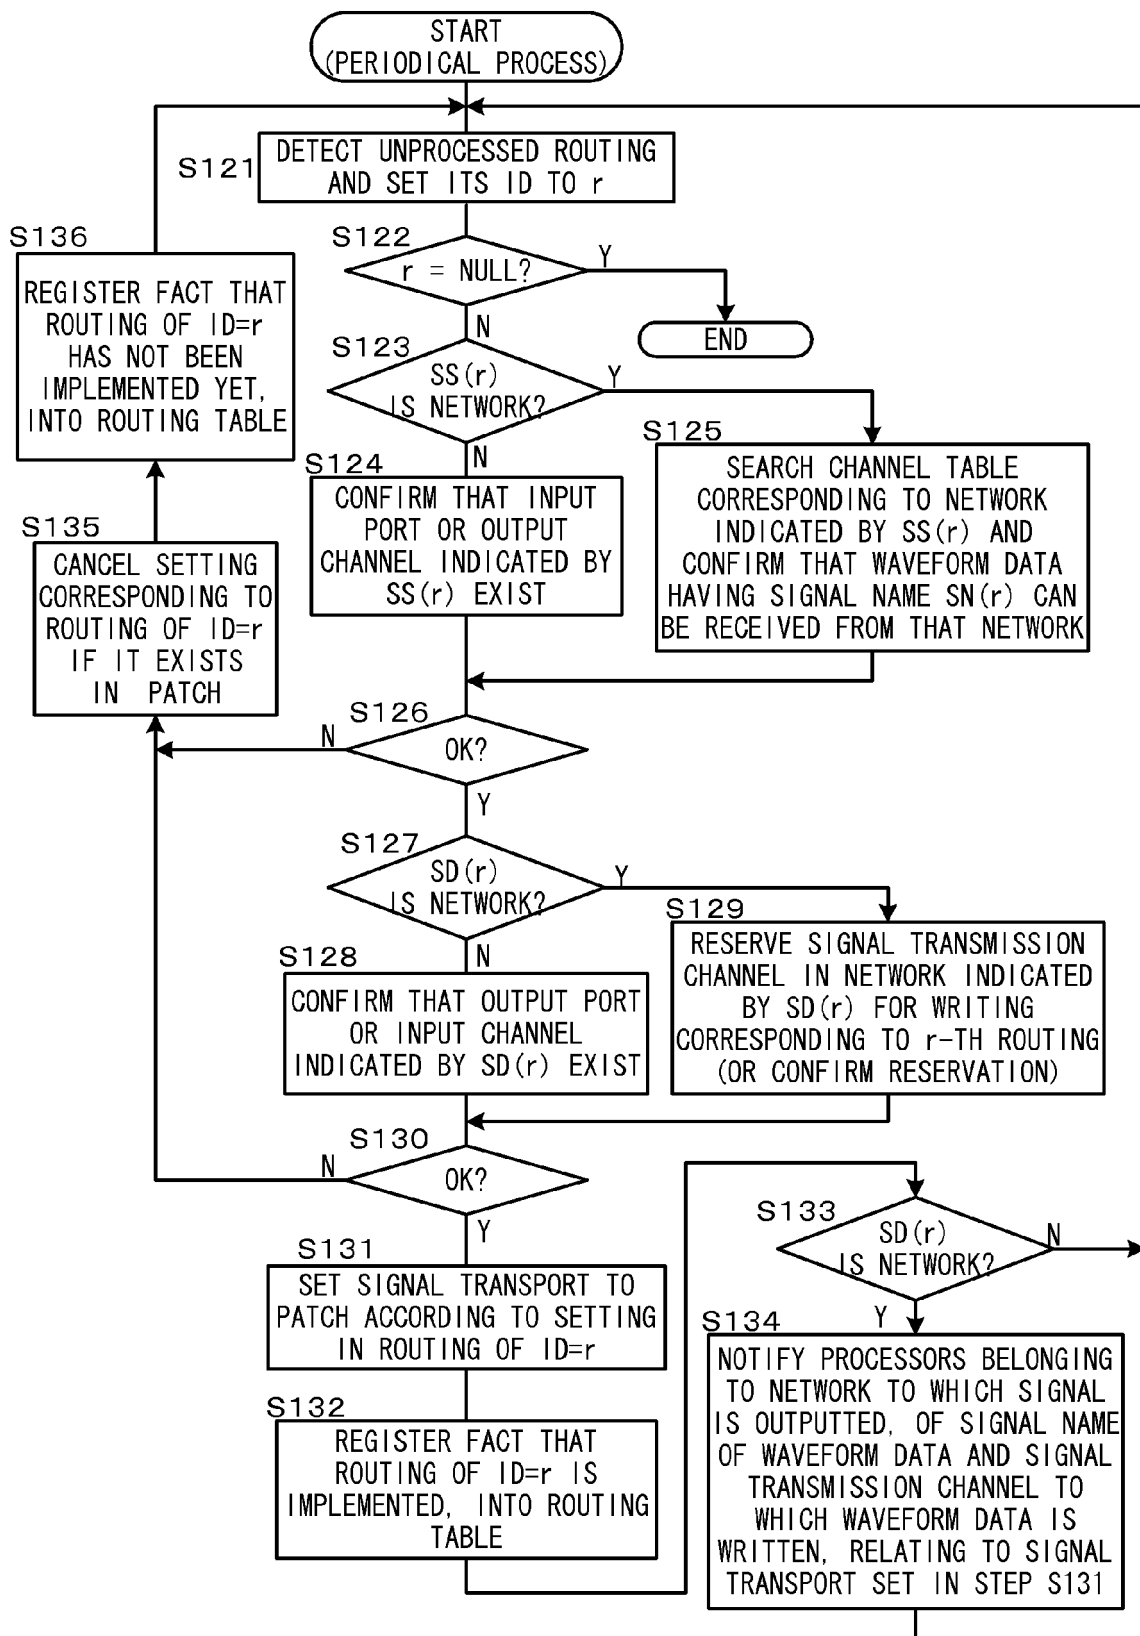 START
(PERIODICAL PROCESS)
S121
DETECT UNPROCESSED ROUTING
AND SET ITS ID TO r
S122
r = NULL?
Y
N
END
S123
SS(r)
IS NETWORK?
Y
N
S124
CONFIRM THAT INPUT
PORT OR OUTPUT
CHANNEL INDICATED BY
SS(r) EXIST
S125
SEARCH CHANNEL TABLE
CORRESPONDING TO NETWORK
INDICATED BY SS(r) AND
CONFIRM THAT WAVEFORM DATA
HAVING SIGNAL NAME SN(r) CAN
BE RECEIVED FROM THAT NETWORK
S126
OK?
N
Y
S127
SD(r)
IS NETWORK?
Y
N
S128
CONFIRM THAT OUTPUT PORT
OR INPUT CHANNEL
INDICATED BY SD(r) EXIST
S129
RESERVE SIGNAL TRANSMISSION
CHANNEL IN NETWORK INDICATED
BY SD(r) FOR WRITING
CORRESPONDING TO r-TH ROUTING
(OR CONFIRM RESERVATION)
S130
OK?
N
Y
S131
SET SIGNAL TRANSPORT TO
PATCH ACCORDING TO SETTING
IN ROUTING OF ID=r
S132
REGISTER FACT THAT
ROUTING OF ID=r IS
IMPLEMENTED, INTO ROUTING
TABLE
S133
SD(r)
IS NETWORK?
N
Y
S134
NOTIFY PROCESSORS BELONGING
TO NETWORK TO WHICH SIGNAL
IS OUTPUTTED, OF SIGNAL NAME
OF WAVEFORM DATA AND SIGNAL
TRANSMISSION CHANNEL TO
WHICH WAVEFORM DATA IS
WRITTEN, RELATING TO SIGNAL
TRANSPORT SET IN STEP S131
S135
CANCEL SETTING
CORRESPONDING TO
ROUTING OF ID=r
IF IT EXISTS
IN PATCH
S136
REGISTER FACT THAT
ROUTING OF ID=r
HAS NOT BEEN
IMPLEMENTED YET,
INTO ROUTING TABLE